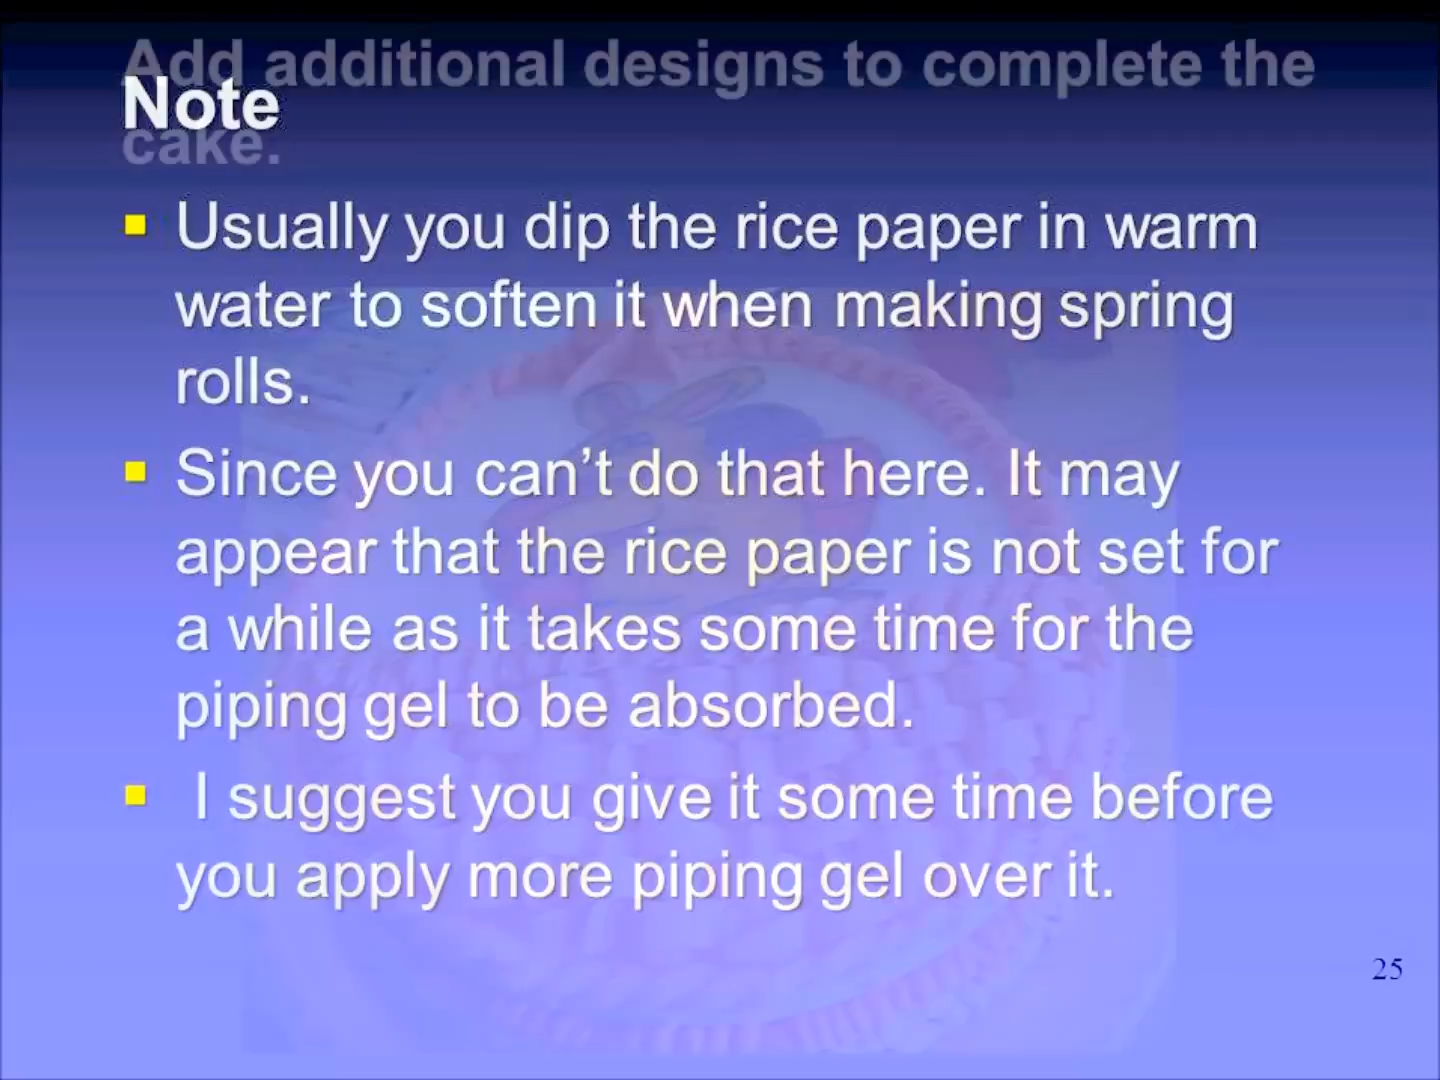 Add additional designs to complete the
cake.
Note
Usually you dip the rice paper in warm
water to soften it when making spring
rolls.
Since you can’t do that here. It may
appear that the rice paper is not set for
a while as it takes some time for the
piping gel to be absorbed.
I suggest you give it some time before
you apply more piping gel over it.
25